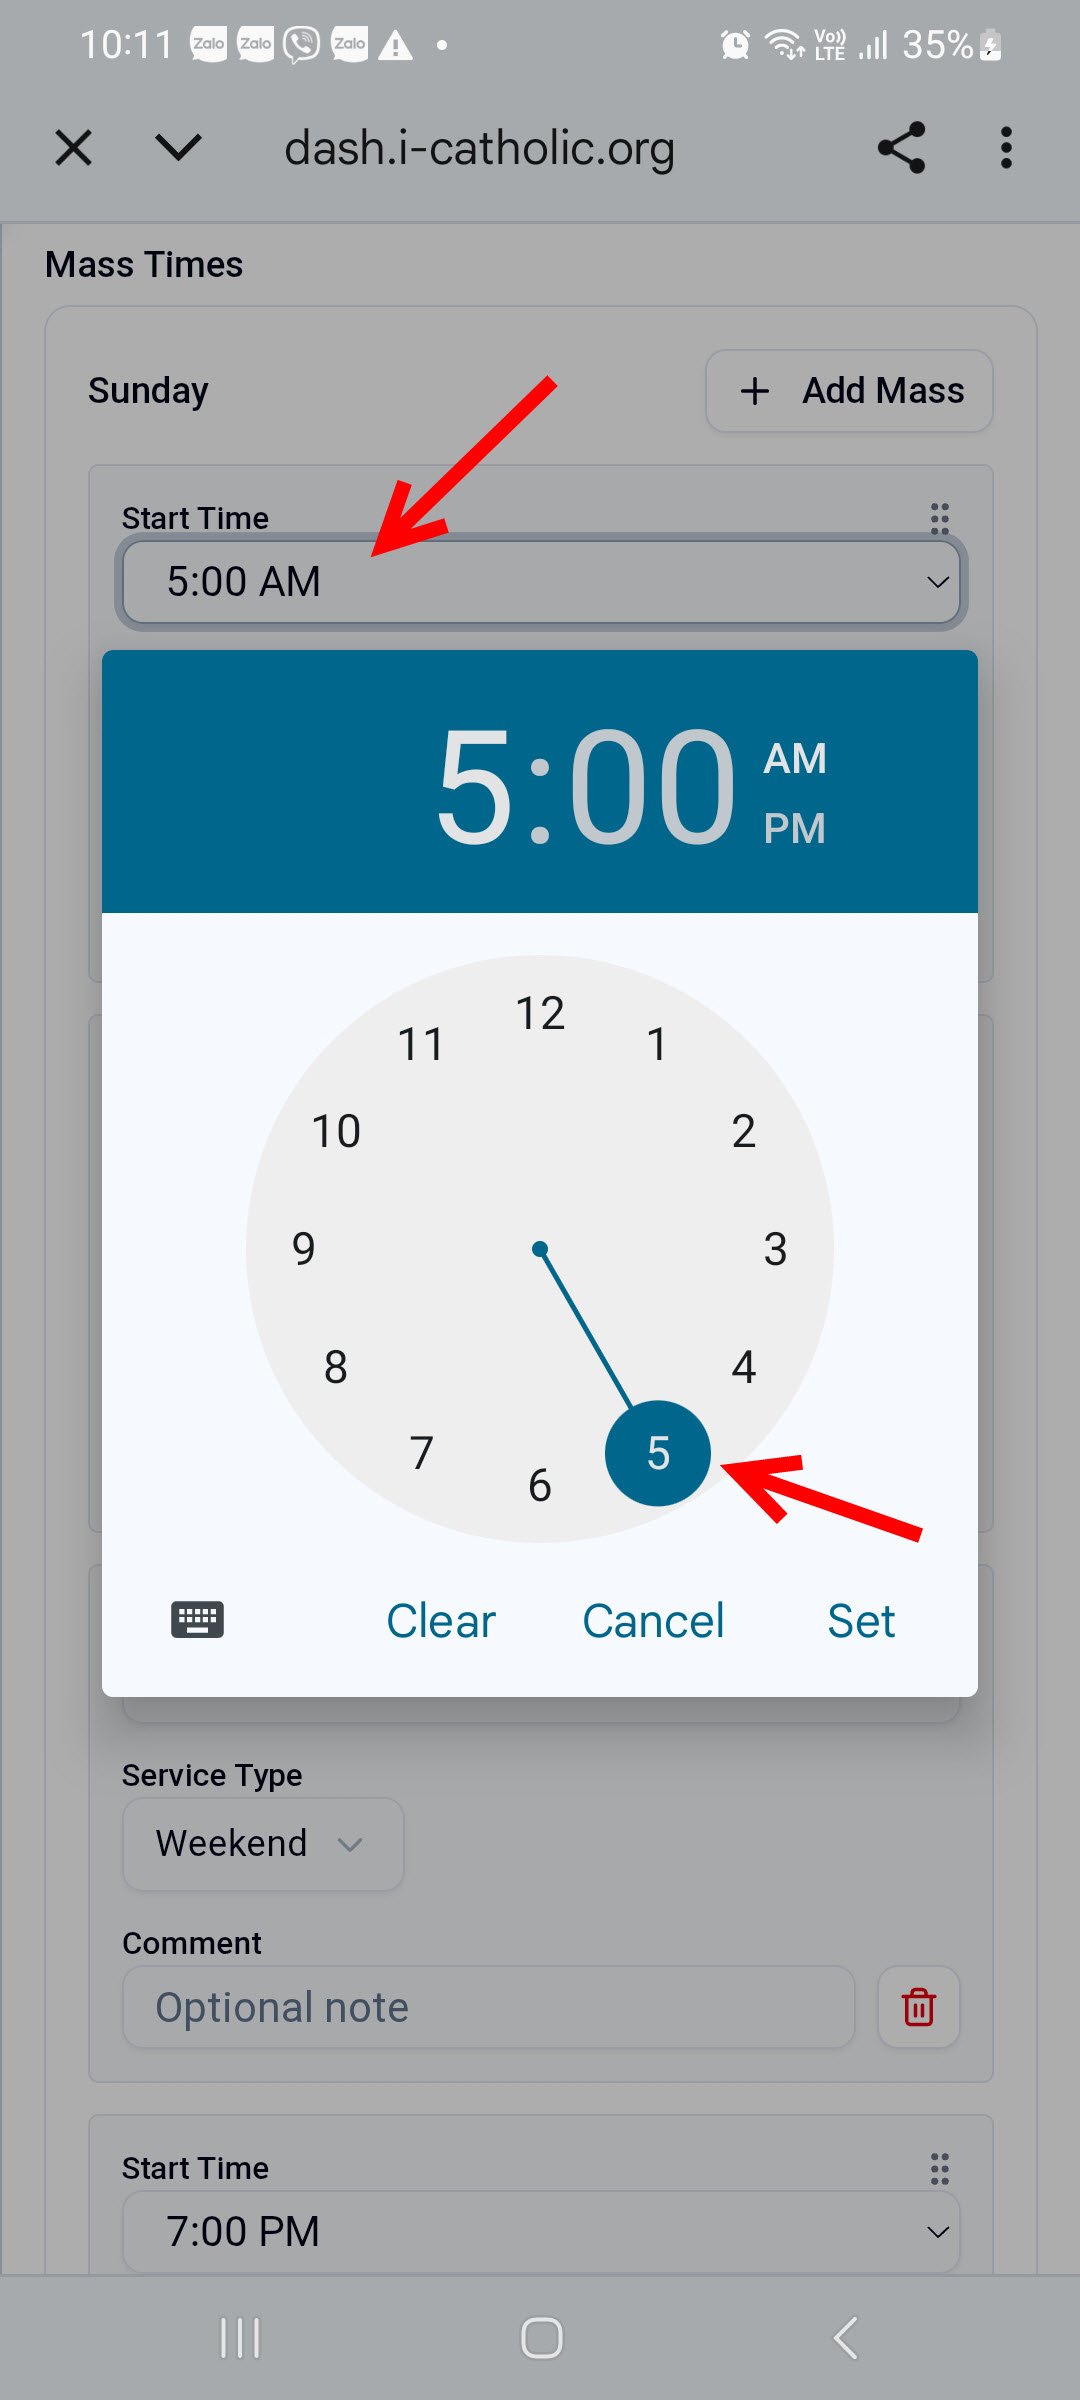 10:11 Zalo Zalo Zalo Vo)) LTE 35%
dash.i-catholic.org
Mass Times
Sunday
+ Add Mass
Start Time
5:00 AM
5:00 AM PM
12
11 1
10 2
9 3
8 4
7 5
6
Clear Cancel Set
Service Type
Weekend
Comment
Optional note
Start Time
7:00 PM